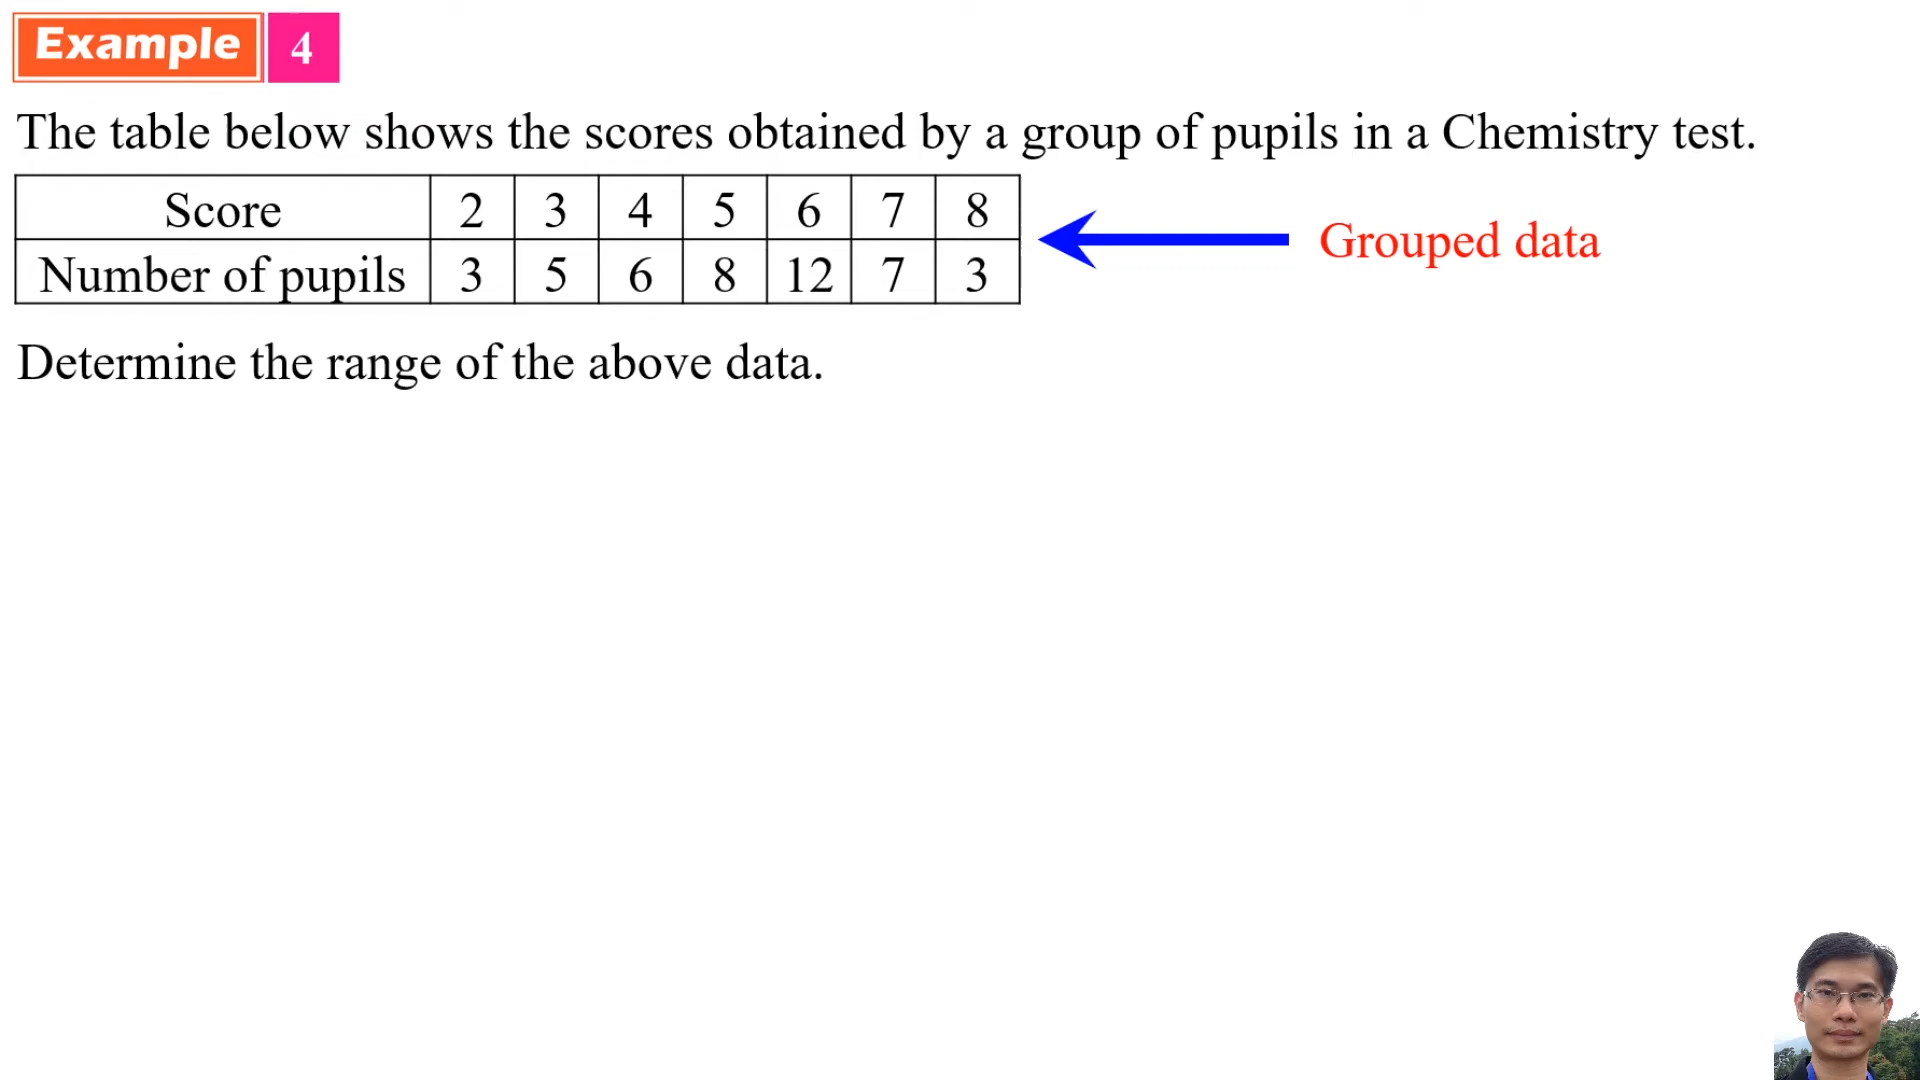 Example 4
The table below shows the scores obtained by a group of pupils in a Chemistry test.
Score 2 3 4 5 6 7 8
Number of pupils 3 5 6 8 12 7 3
Grouped data
Determine the range of the above data.